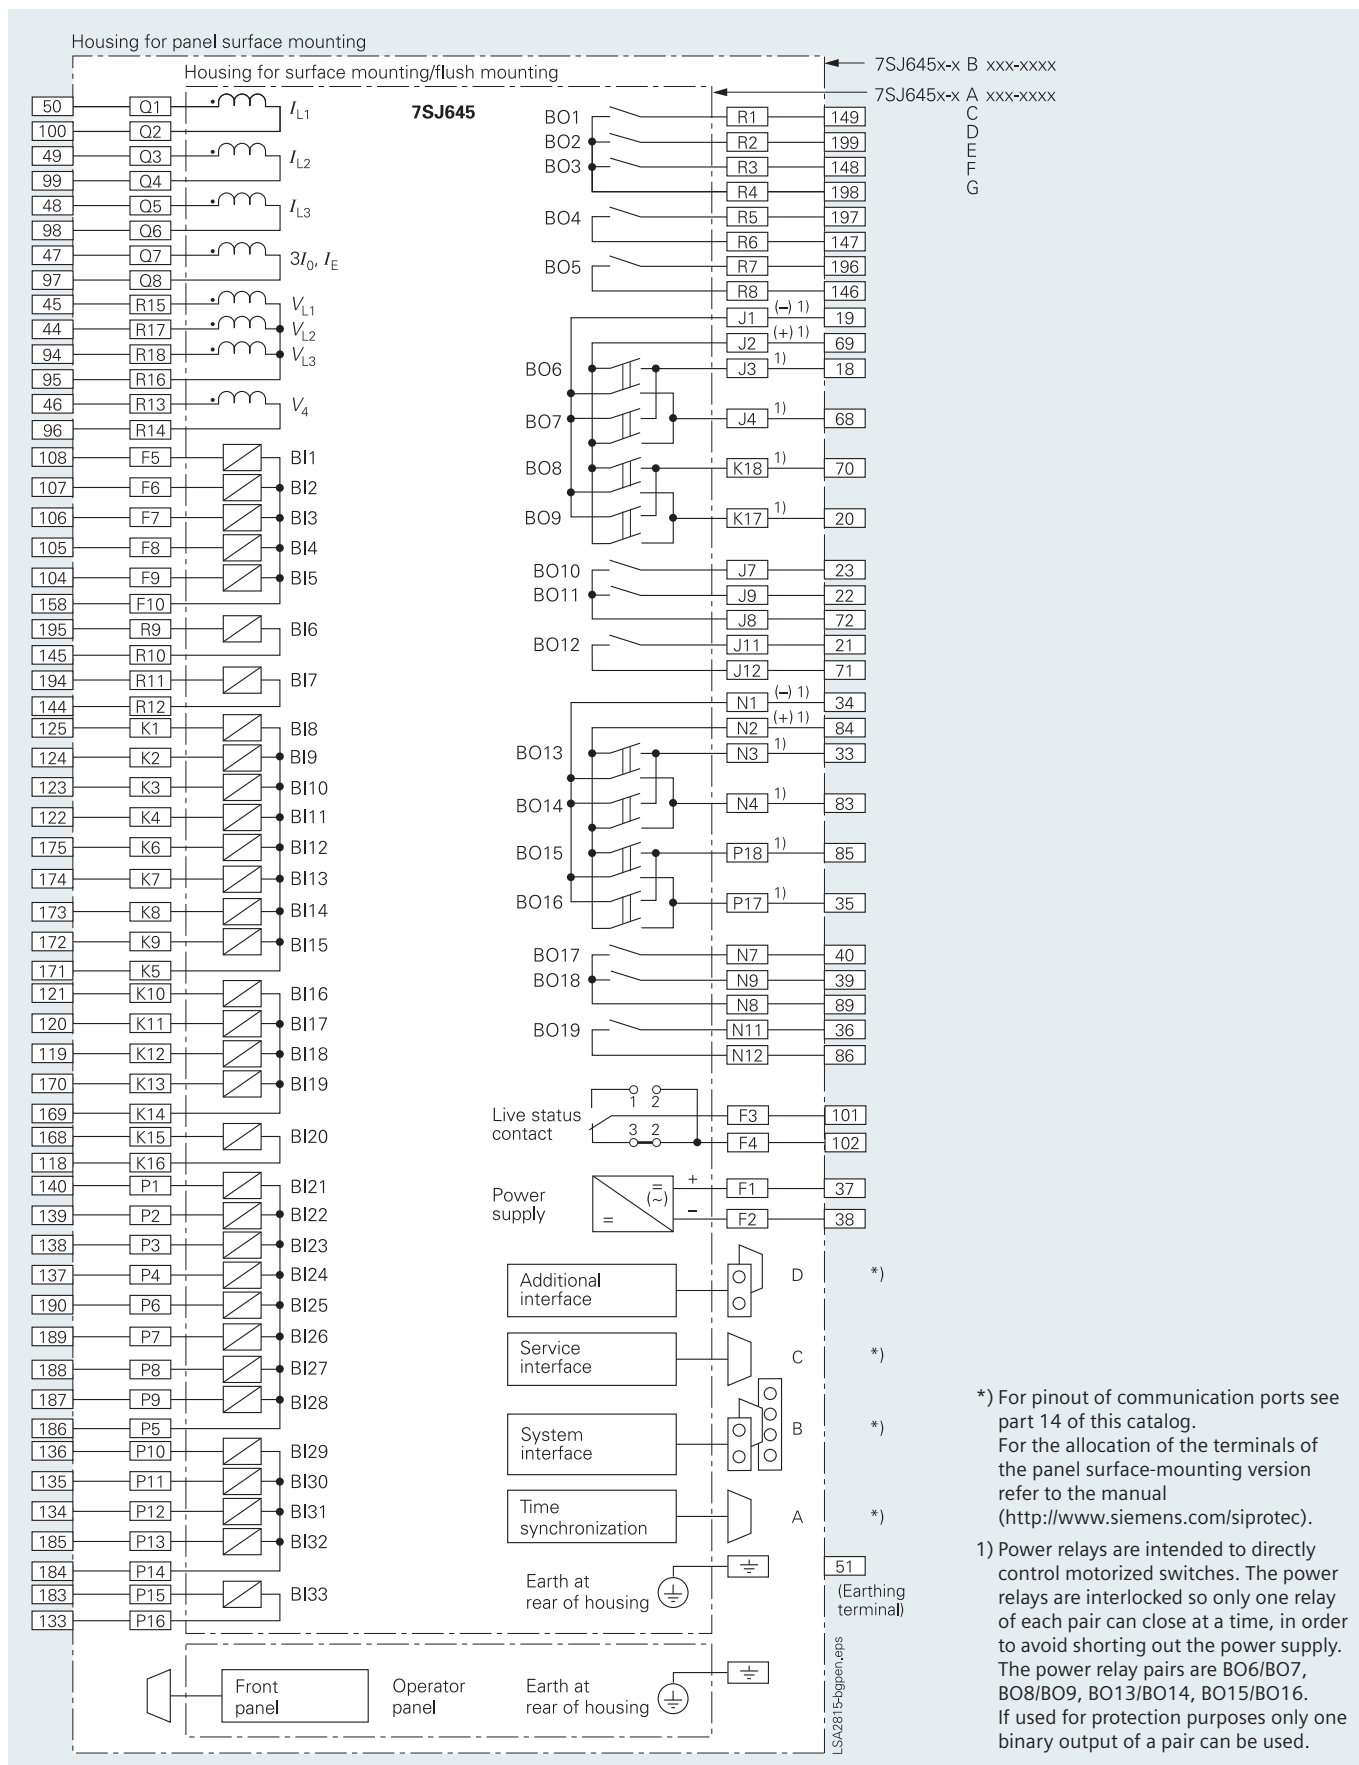 Housing for panel surface mounting
Housing for surface mounting/flush mounting
7SJ645
7SJ645x-x B xxx-xxxx
7SJ645x-x A xxx-xxxx
C
D
E
F
G
50 Q1 I L1
100 Q2
49 Q3 I L2
99 Q4
48 Q5 I L3
98 Q6
47 Q7 3I0, IE
97 Q8
45 R15 V L1
44 R17 V L2
94 R18 V L3
95 R16
46 R13 V4
96 R14
108 F5 BI1
107 F6 BI2
106 F7 BI3
105 F8 BI4
104 F9 BI5
158 F10
195 R9 BI6
145 R10
194 R11 BI7
144 R12
125 K1 BI8
124 K2 BI9
123 K3 BI10
122 K4 BI11
175 K6 BI12
174 K7 BI13
173 K8 BI14
172 K9 BI15
171 K5
121 K10 BI16
120 K11 BI17
119 K12 BI18
170 K13 BI19
169 K14
168 K15 BI20
118 K16
140 P1 BI21
139 P2 BI22
138 P3 BI23
137 P4 BI24
190 P6 BI25
189 P7 BI26
188 P8 BI27
187 P9 BI28
186 P5
136 P10 BI29
135 P11 BI30
134 P12 BI31
185 P13 BI32
184 P14
183 P15 BI33
133 P16
BO1 R1 149
BO2 R2 199
BO3 R3 148
R4 198
BO4 R5 197
R6 147
BO5 R7 196
R8 146
J1 (–) 1) 19
J2 (+) 1) 69
BO6 J3 1) 18
BO7 J4 1) 68
BO8 K18 1) 70
BO9 K17 1) 20
BO10 J7 23
BO11 J9 22
J8 72
BO12 J11 21
J12 71
N1 (–) 1) 34
N2 (+) 1) 84
BO13 N3 1) 33
BO14 N4 1) 83
BO15 P18 1) 85
BO16 P17 1) 35
BO17 N7 40
BO18 N9 39
N8 89
BO19 N11 36
N12 86
1 2
Live status F3 101
contact 3 2 F4 102
Power = (~) + F1 37
supply = – F2 38
Additional D *)
interface
Service C *)
interface
System B *)
interface
Time A *)
synchronization
Earth at 51
rear of housing (Earthing
terminal)
Front Operator Earth at
panel panel rear of housing
LSA2815-bgpen.eps
*) For pinout of communication ports see
part 14 of this catalog.
For the allocation of the terminals of
the panel surface-mounting version
refer to the manual
(http://www.siemens.com/siprotec).
1) Power relays are intended to directly
control motorized switches. The power
relays are interlocked so only one relay
of each pair can close at a time, in order
to avoid shorting out the power supply.
The power relay pairs are BO6/BO7,
BO8/BO9, BO13/BO14, BO15/BO16.
If used for protection purposes only one
binary output of a pair can be used.